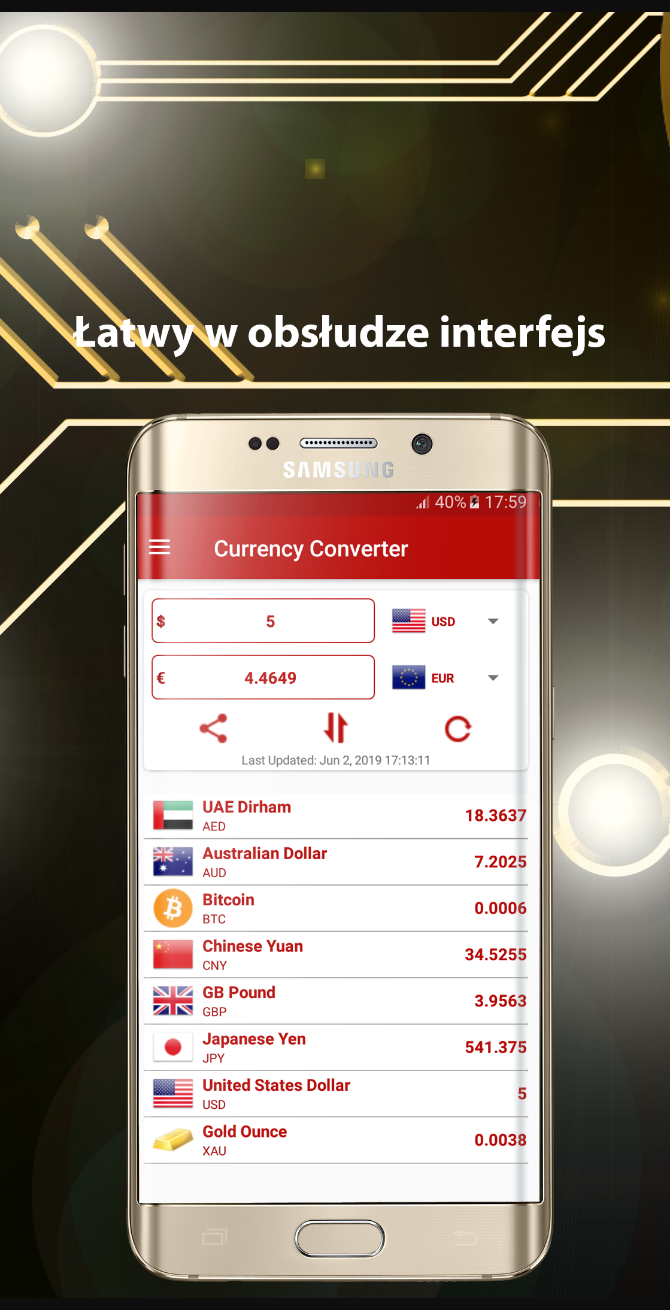 Łatwy w obsłudze interfejs
SAMSUNG
40% 17:59
Currency Converter
$ 5 USD
€ 4.4649 EUR
Last Updated: Jun 2, 2019 17:13:11
UAE Dirham
AED
18.3637
Australian Dollar
AUD
7.2025
Bitcoin
BTC
0.0006
Chinese Yuan
CNY
34.5255
GB Pound
GBP
3.9563
Japanese Yen
JPY
541.375
United States Dollar
USD
5
Gold Ounce
XAU
0.0038